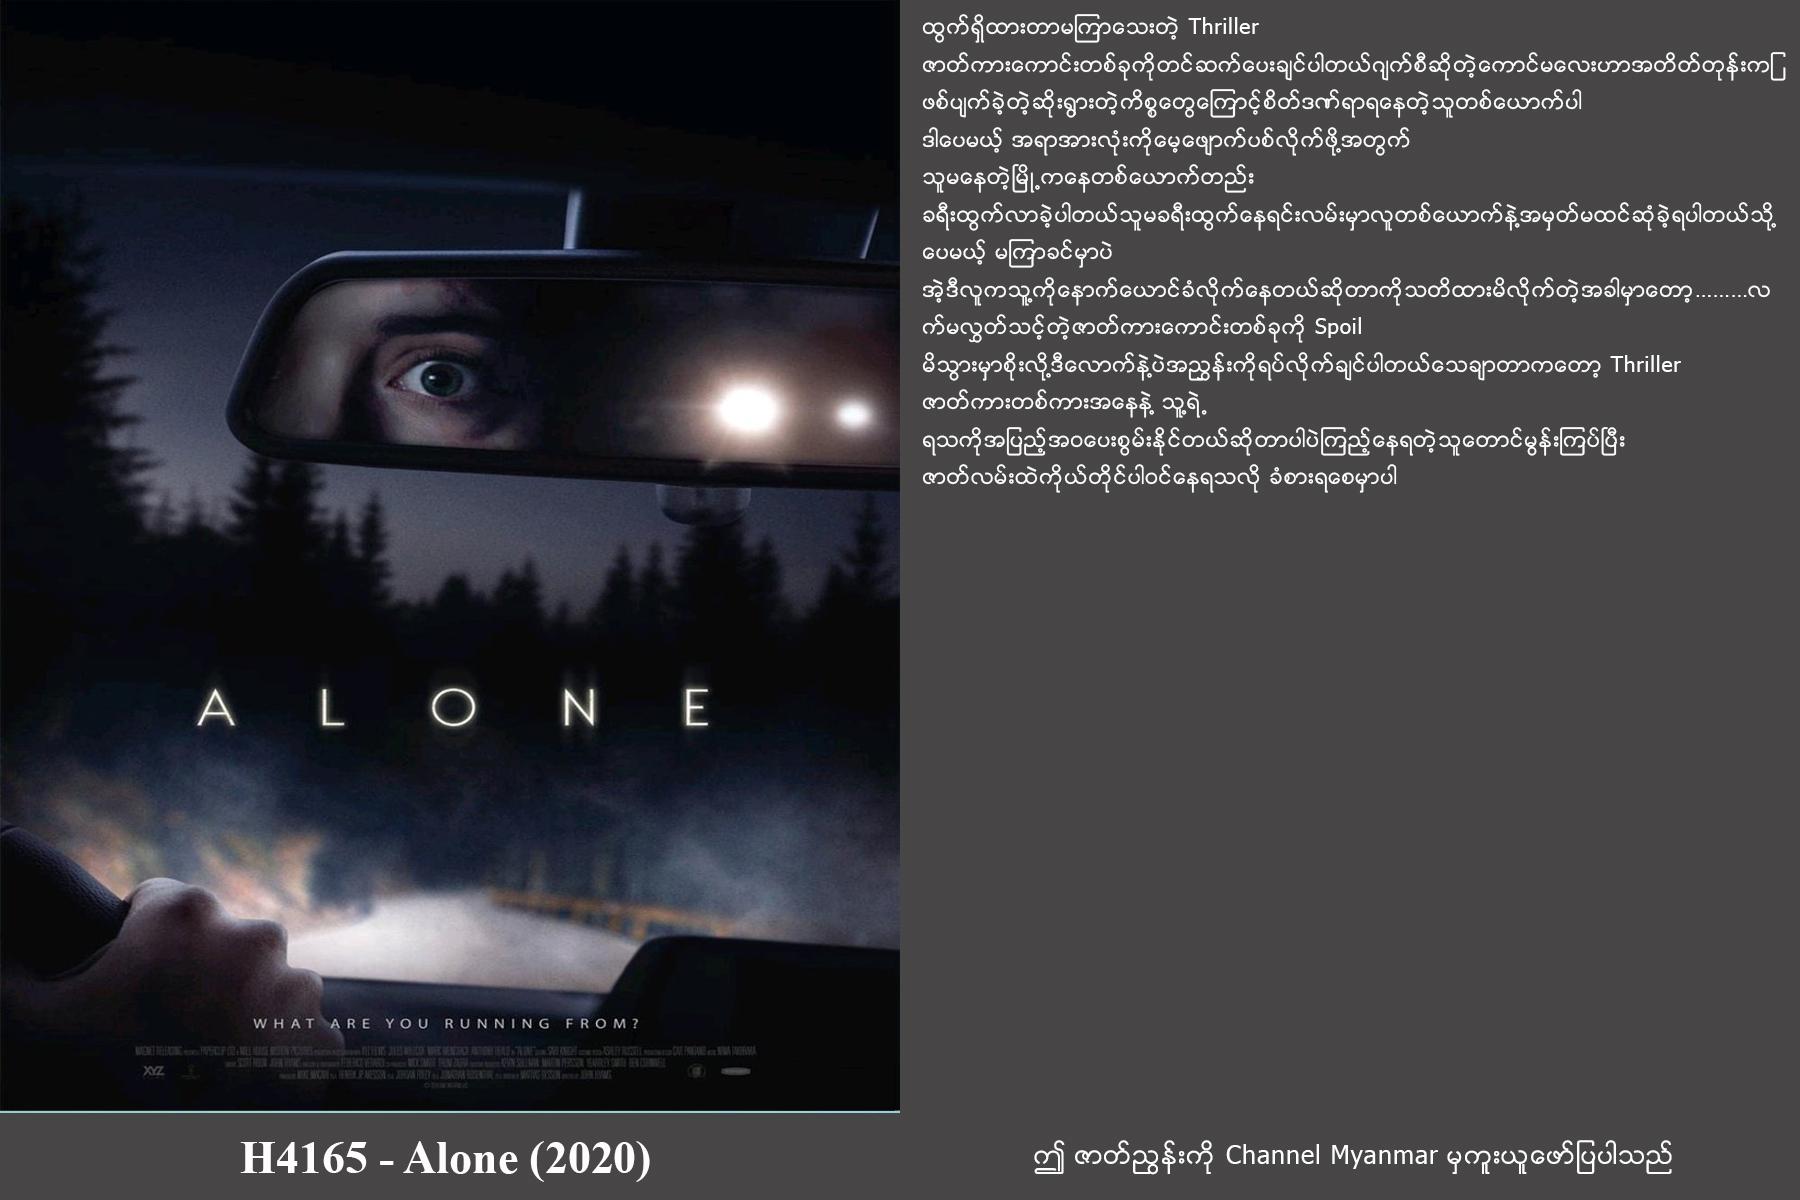 ထွက်ရှိထားတာမကြာသေးတဲ့ Thriller
ဇာတ်ကားကောင်းတစ်ခုကိုတင်ဆက်ပေးချင်ပါတယ်ဂျက်စီဆိုတဲ့ကောင်မလေးဟာအတိတ်တုန်းကြ
ဖစ်ပျက်ခဲ့တဲ့ဆိုးရွားတဲ့ကိစ္စတွေကြောင့်စိတ်ဒဏ်ရာရနေတဲ့သူတစ်ယောက်ပါ
ဒါပေမယ့် အရာအားလုံးကိုမေ့ဖျောက်ပစ်လိုက်ဖို့အတွက်
သူမနေတဲ့မြို့ကနေတစ်ယောက်တည်း
ခရီးထွက်လာခဲ့ပါတယ်သူမခရီးထွက်နေရင်းလမ်းမှာလူတစ်ယောက်နဲ့အမှတ်မထင်ဆုံခဲ့ရပါတယ်သို့
ပေမယ့် မကြာခင်မှာပဲ
အဲ့ဒီလူကသူ့ကိုနောက်ယောင်ခံလိုက်နေတယ်ဆိုတာကိုသတိထားမိလိုက်တဲ့အခါမှာတော့.........လ
က်မလွှတ်သင့်တဲ့ဇာတ်ကားကောင်းတစ်ခုကို Spoil
မိသွားမှာစိုးလို့ဒီလောက်နဲ့ပဲအညွှန်းကိုရပ်လိုက်ချင်ပါတယ်သေချာတာကတော့ Thriller
ဇာတ်ကားတစ်ကားအနေနဲ့ သူ့ရဲ့
ရသကိုအပြည့်အဝပေးစွမ်းနိုင်တယ်ဆိုတာပါပဲကြည့်နေရတဲ့သူတောင်မွန်းကြပ်ပြီး
ဇာတ်လမ်းထဲကိုယ်တိုင်ပါဝင်နေရသလို ခံစားရစေမှာပါ
ALONE
WHAT ARE YOU RUNNING FROM?
XYZ
H4165 - Alone (2020)
ဤ ဇာတ်ညွှန်းကို Channel Myanmar မှကူးယူဖော်ပြပါသည်